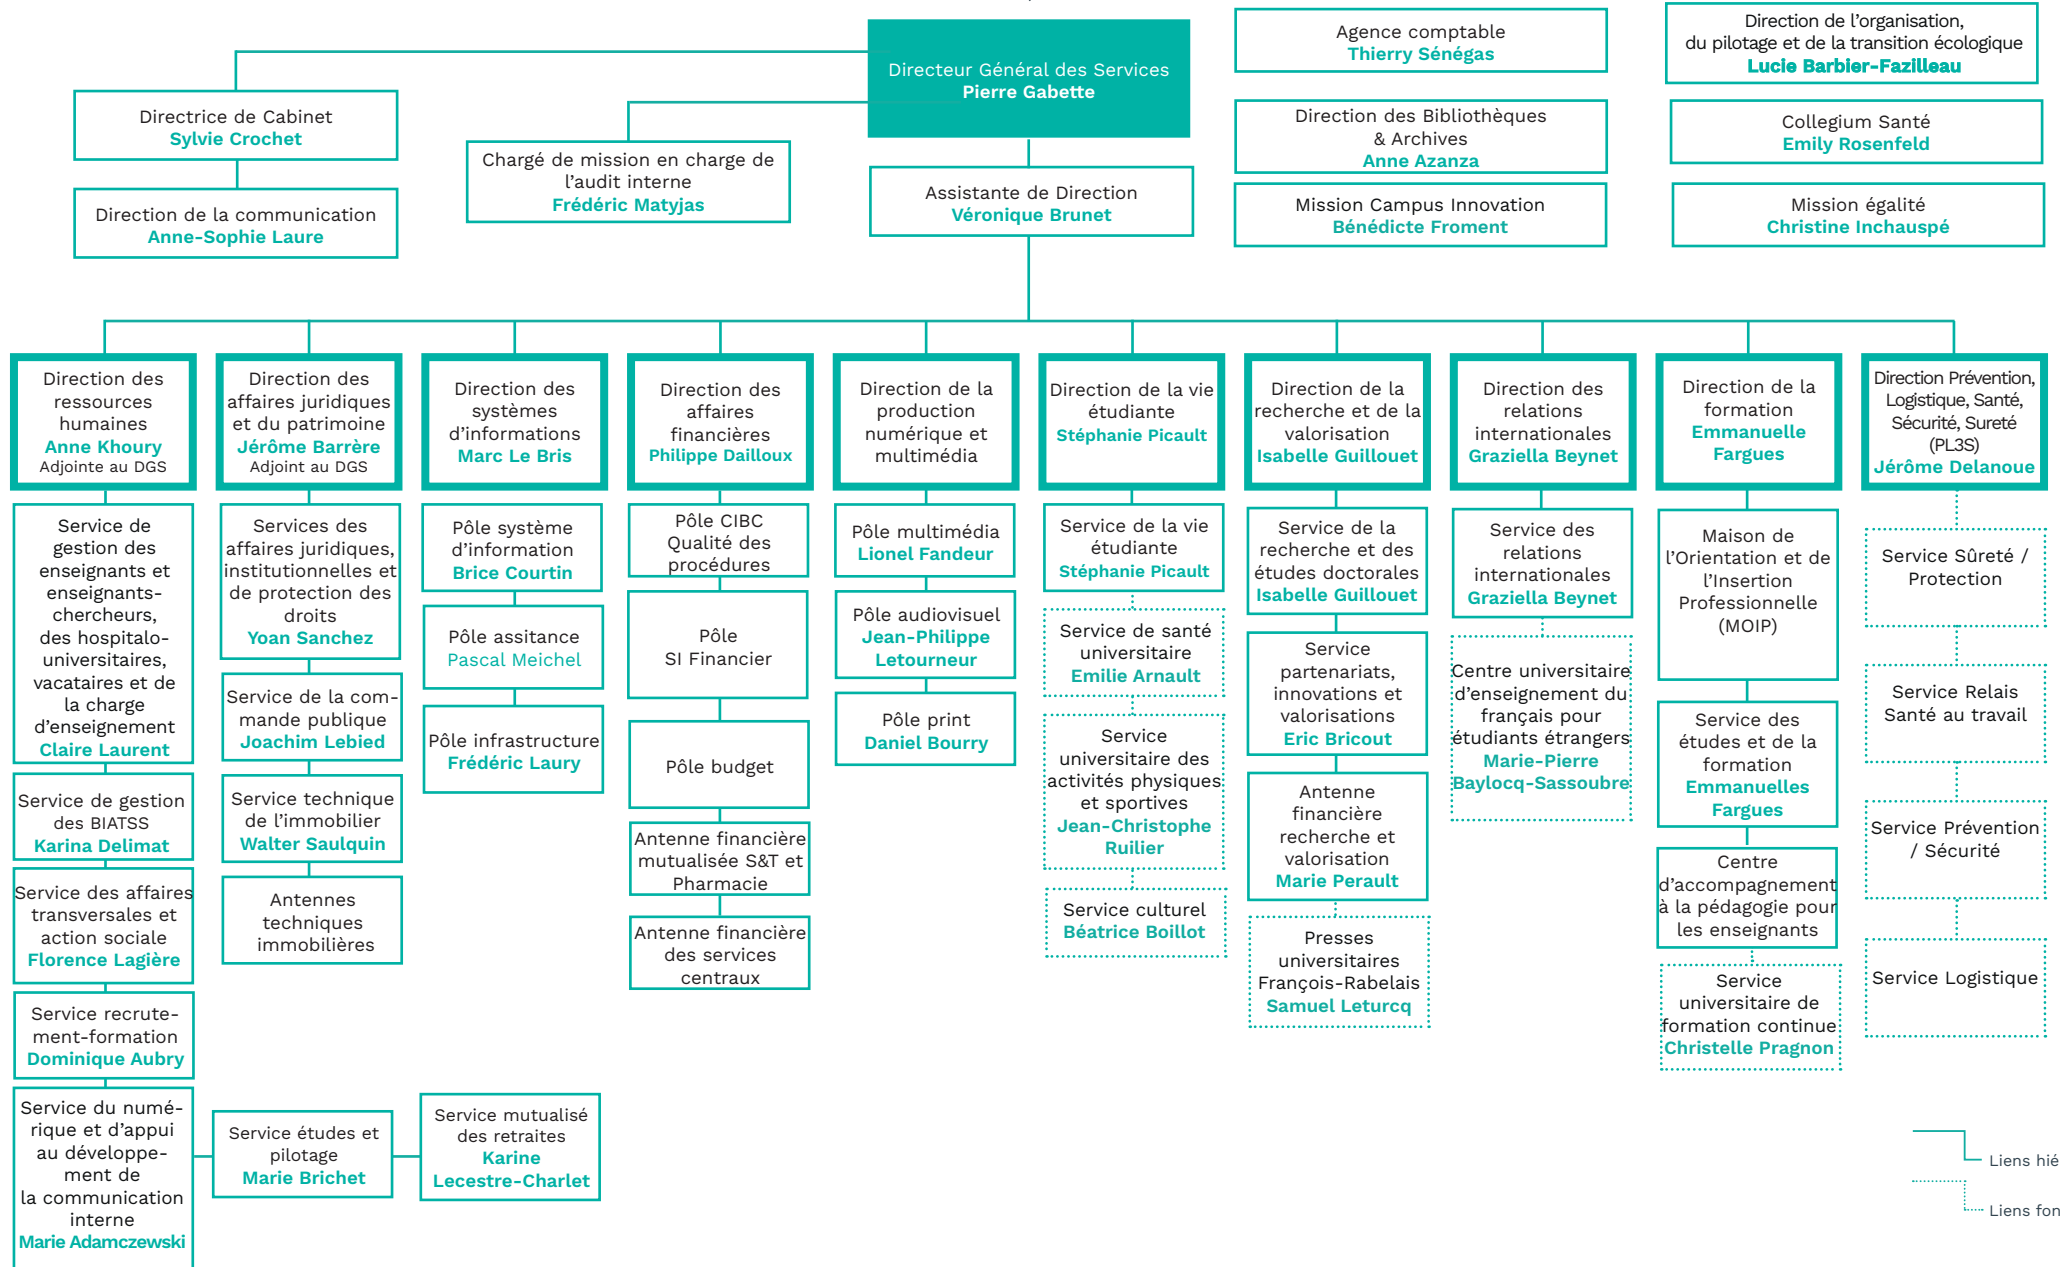 Directeur Général des Services
Pierre Gabette
Agence comptable
Thierry Sénégas
Direction de l’organisation,
du pilotage et de la transition écologique
Lucie Barbier-Fazilleau
Directrice de Cabinet
Sylvie Crochet
Direction des Bibliothèques
& Archives
Anne Azanza
Collegium Santé
Emily Rosenfeld
Chargé de mission en charge de
l’audit interne
Frédéric Matyjas
Assistante de Direction
Véronique Brunet
Direction de la communication
Anne-Sophie Laure
Mission Campus Innovation
Bénédicte Froment
Mission égalité
Christine Inchauspé
Direction des
ressources
humaines
Anne Khoury
Adjointe au DGS
Direction des
affaires juridiques
et du patrimoine
Jérôme Barrère
Adjoint au DGS
Direction des
systèmes
d’informations
Marc Le Bris
Direction des
affaires
financières
Philippe Dailloux
Direction de la
production
numérique et
multimédia
Direction de la vie
étudiante
Stéphanie Picault
Direction de la
recherche et de la
valorisation
Isabelle Guillouet
Direction des
relations
internationales
Graziella Beynet
Direction de la
formation
Emmanuelle
Fargues
Direction Prévention,
Logistique, Santé,
Sécurité, Sureté
(PL3S)
Jérôme Delanoue
Service de
gestion des
enseignants et
enseignants-
chercheurs,
des hospitalo-
universitaires,
vacataires et de
la charge
d’enseignement
Claire Laurent
Service de gestion
des BIATSS
Karina Delimat
Service des affaires
transversales et
action sociale
Florence Lagière
Service recrute-
ment-formation
Dominique Aubry
Service du numé-
rique et d'appui
au développe-
ment de
la communication
interne
Marie Adamczewski
Service études et
pilotage
Marie Brichet
Service mutualisé
des retraites
Karine
Lecestre-Charlet
Services des
affaires juridiques,
institutionnelles et
de protection des
droits
Yoan Sanchez
Service de la com-
mande publique
Joachim Lebied
Service technique
de l’immobilier
Walter Saulquin
Antennes
techniques
immobilières
Pôle système
d’information
Brice Courtin
Pôle assitance
Pascal Meichel
Pôle infrastructure
Frédéric Laury
Pôle CIBC
Qualité des
procédures
Pôle
SI Financier
Pôle budget
Antenne financière
mutualisée S&T et
Pharmacie
Antenne financière
des services
centraux
Pôle multimédia
Lionel Fandeur
Pôle audiovisuel
Jean-Philippe
Letourneur
Pôle print
Daniel Bourry
Service de la vie
étudiante
Stéphanie Picault
Service de santé
universitaire
Emilie Arnault
Service
universitaire des
activités physiques
et sportives
Jean-Christophe
Ruilier
Service culturel
Béatrice Boillot
Service de la
recherche et des
études doctorales
Isabelle Guillouet
Service
partenariats,
innovations et
valorisations
Eric Bricout
Antenne
financière
recherche et
valorisation
Marie Perault
Presses
universitaires
François-Rabelais
Samuel Leturcq
Service des
relations
internationales
Graziella Beynet
Centre universitaire
d’enseignement du
français pour
étudiants étrangers
Marie-Pierre
Baylocq-Sassoubre
Maison de
l’Orientation et de
l’Insertion
Professionnelle
(MOIP)
Service des
études et de la
formation
Emmanuelles
Fargues
Centre
d’accompagnement
à la pédagogie pour
les enseignants
Service
universitaire de
formation continue
Christelle Pragnon
Service Sûreté /
Protection
Service Relais
Santé au travail
Service Prévention
/ Sécurité
Service Logistique
Liens hié
Liens fon